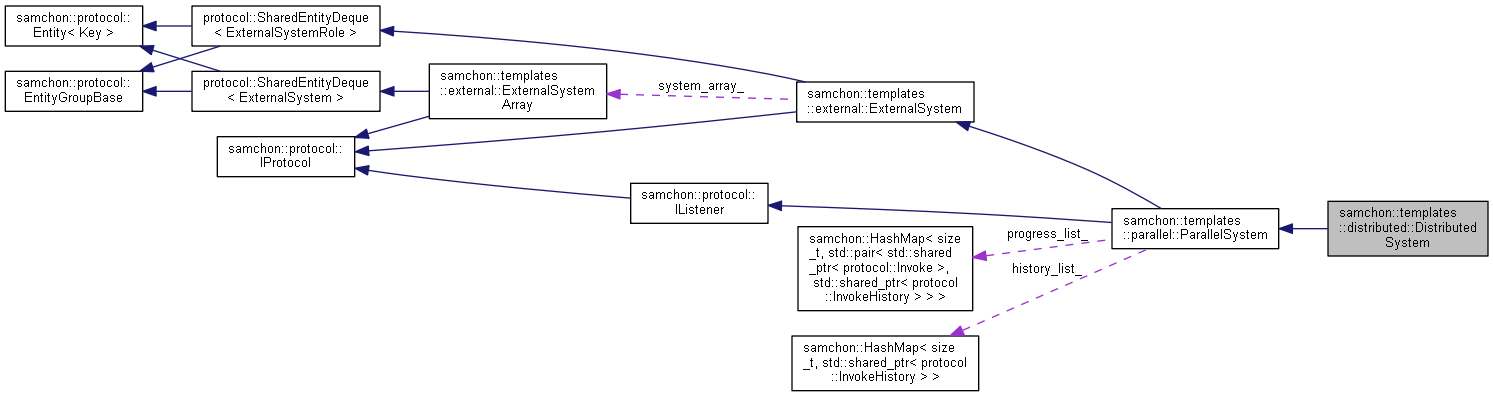 samchon::protocol::
Entity< Key >
protocol::SharedEntityDeque
< ExternalSystemRole >
samchon::protocol::
EntityGroupBase
protocol::SharedEntityDeque
< ExternalSystem >
samchon::templates
::external::ExternalSystem
Array
system_array_
samchon::templates
::external::ExternalSystem
samchon::protocol::
IProtocol
samchon::protocol::
IListener
samchon::templates
::parallel::ParallelSystem
samchon::templates
::distributed::Distributed
System
samchon::HashMap< size
_t, std::pair< std::shared
_ptr< protocol::Invoke >,
std::shared_ptr< protocol
::InvokeHistory > > >
progress_list_
history_list_
samchon::HashMap< size
_t, std::shared_ptr< protocol
::InvokeHistory > >